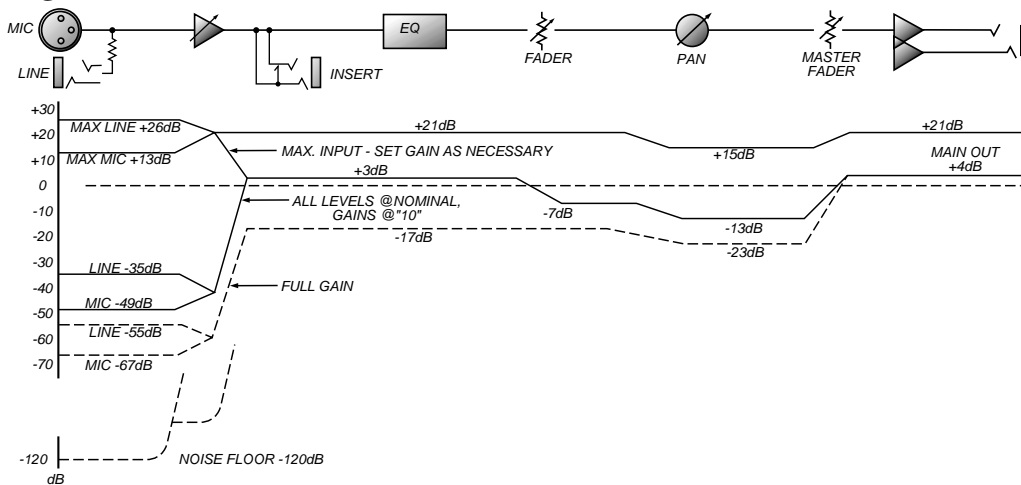 MIC
LINE
INSERT
EQ
FADER
PAN
MASTER
FADER
+30
+20
+10
0
-10
-20
-30
-40
-50
-60
-70
-120
dB
MAX LINE +26dB
MAX MIC +13dB
+21dB
MAX. INPUT - SET GAIN AS NECESSARY
+3dB
ALL LEVELS @NOMINAL,
GAINS @"10"
-7dB
-17dB
+15dB
-13dB
-23dB
+21dB
MAIN OUT
+4dB
LINE -35dB
MIC -49dB
FULL GAIN
LINE -55dB
MIC -67dB
NOISE FLOOR -120dB